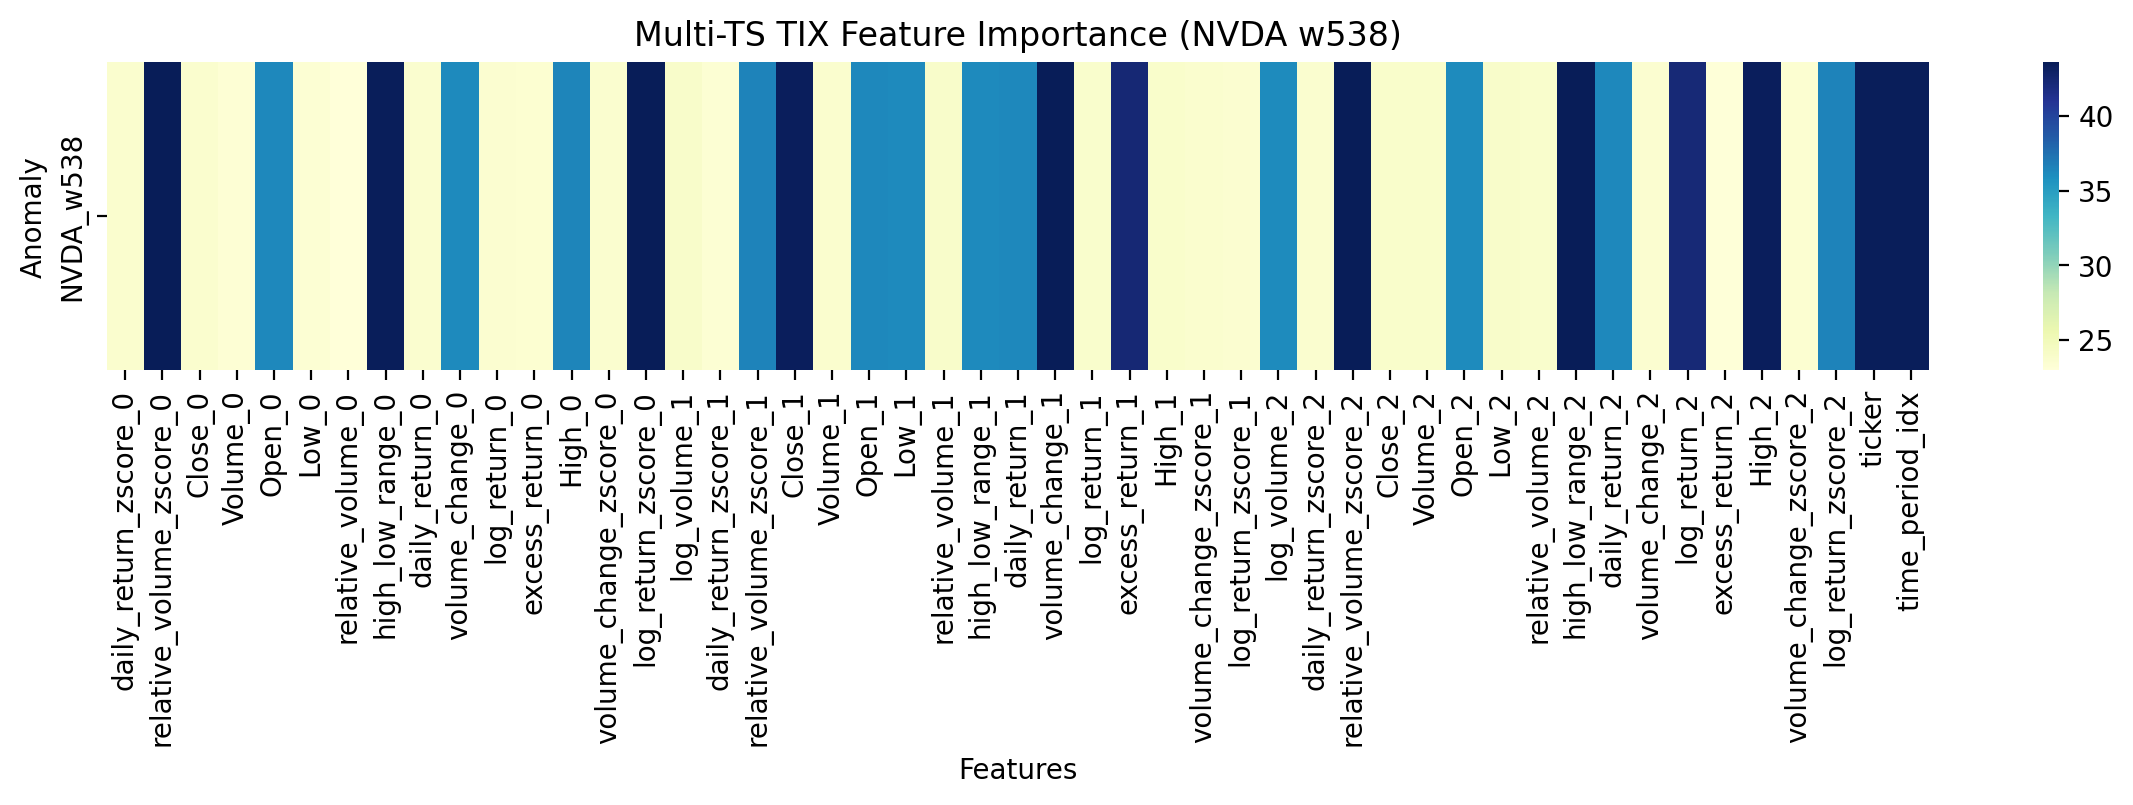 Multi-TS TIX Feature Importance (NVDA w538)
Anomaly
NVDA_w538
40
35
30
25
daily_return_zscore_0
relative_volume_zscore_0
Close_0
Volume_0
Open_0
Low_0
relative_volume_0
high_low_range_0
daily_return_0
volume_change_0
log_return_0
excess_return_0
High_0
volume_change_zscore_0
log_return_zscore_0
log_volume_1
daily_return_zscore_1
relative_volume_zscore_1
Close_1
Volume_1
Open_1
Low_1
relative_volume_1
high_low_range_1
daily_return_1
volume_change_1
log_return_1
excess_return_1
High_1
volume_change_zscore_1
log_return_zscore_1
log_volume_2
daily_return_zscore_2
relative_volume_zscore_2
Close_2
Volume_2
Open_2
Low_2
relative_volume_2
high_low_range_2
daily_return_2
volume_change_2
log_return_2
excess_return_2
High_2
volume_change_zscore_2
log_return_zscore_2
ticker
time_period_idx
Features